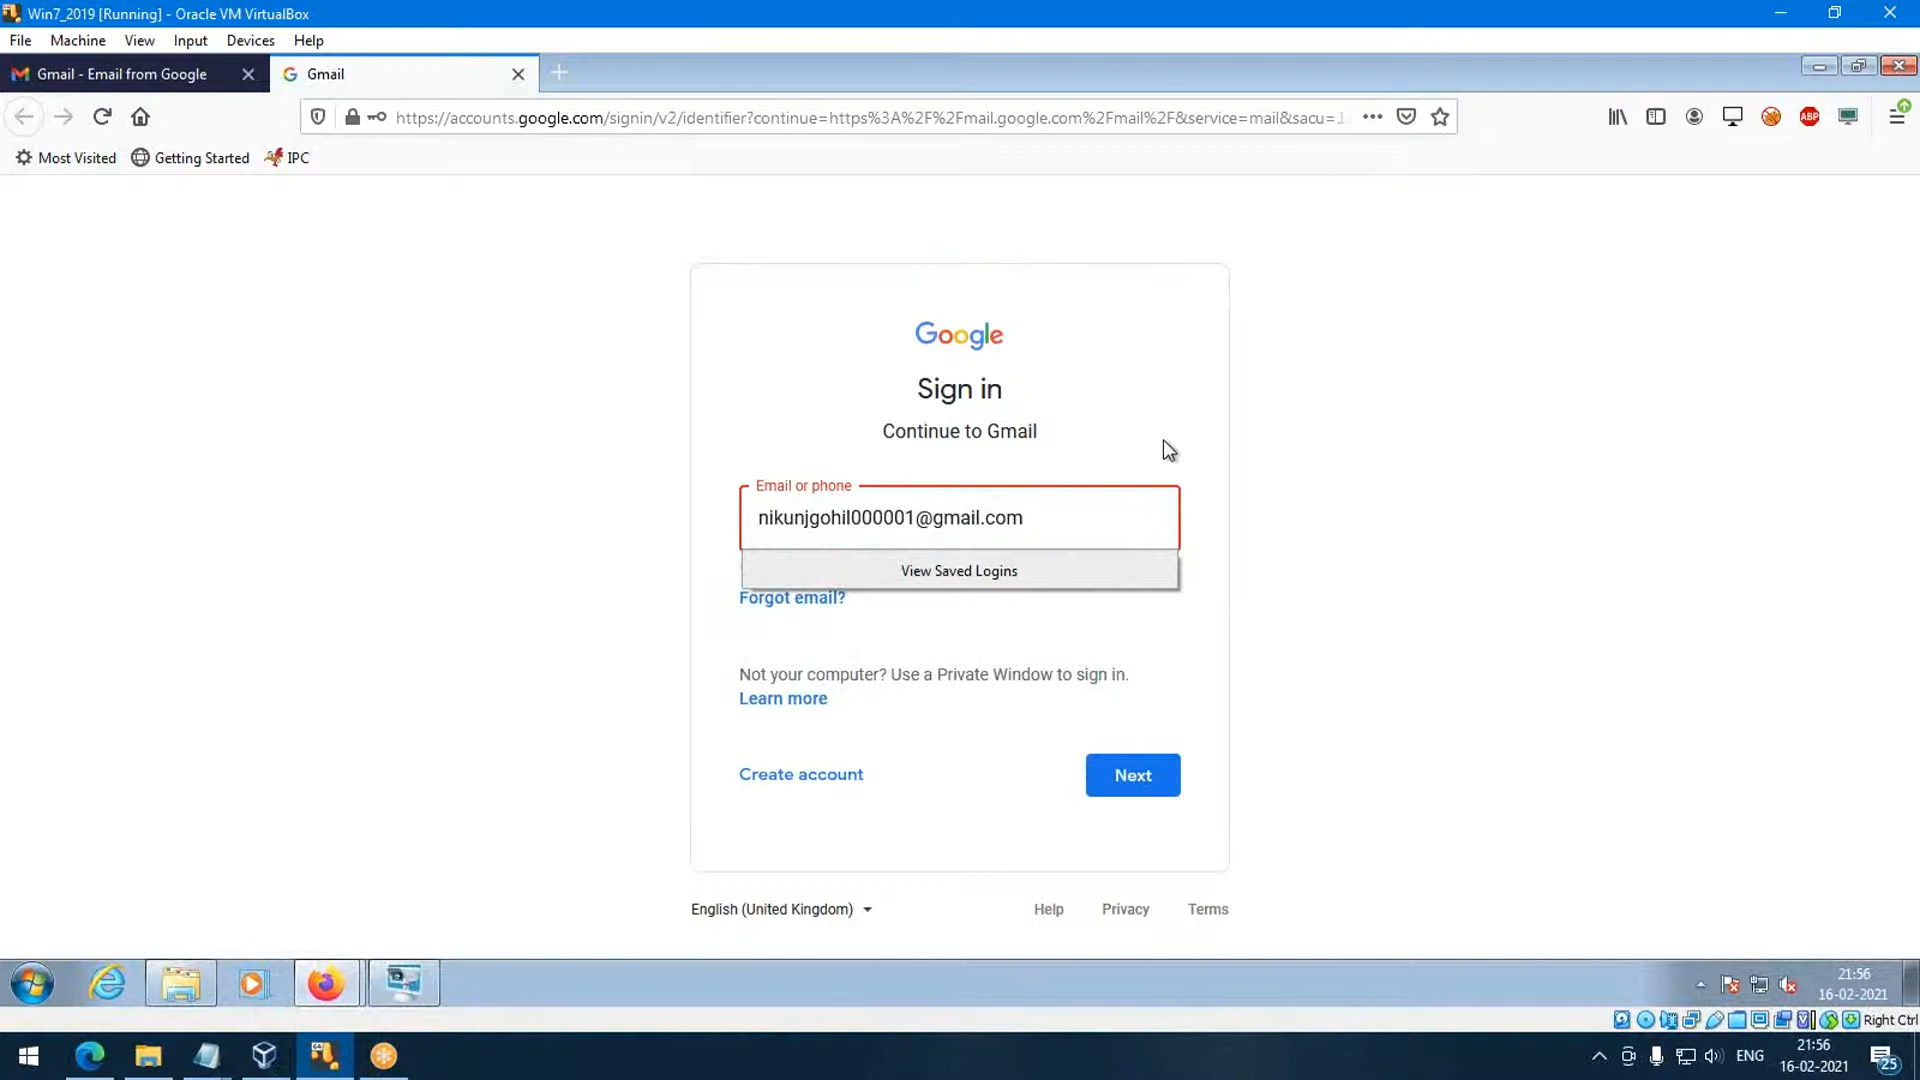 Win7_2019 [Running] - Oracle VM VirtualBox
File Machine View Input Devices Help
Gmail - Email from Google
Gmail
https://accounts.google.com/signin/v2/identifier?continue=https%3A%2F%2Fmail.google.com%2Fmail%2F&service=mail&sacu=1
ABP
Most Visited Getting Started IPC
Google
Sign in
Continue to Gmail
Email or phone
nikunjgohil000001@gmail.com
View Saved Logins
Forgot email?
Not your computer? Use a Private Window to sign in.
Learn more
Create account
Next
English (United Kingdom)
Help Privacy Terms
21:56
16-02-2021
Right Ctrl
ENG
21:56
16-02-2021
25